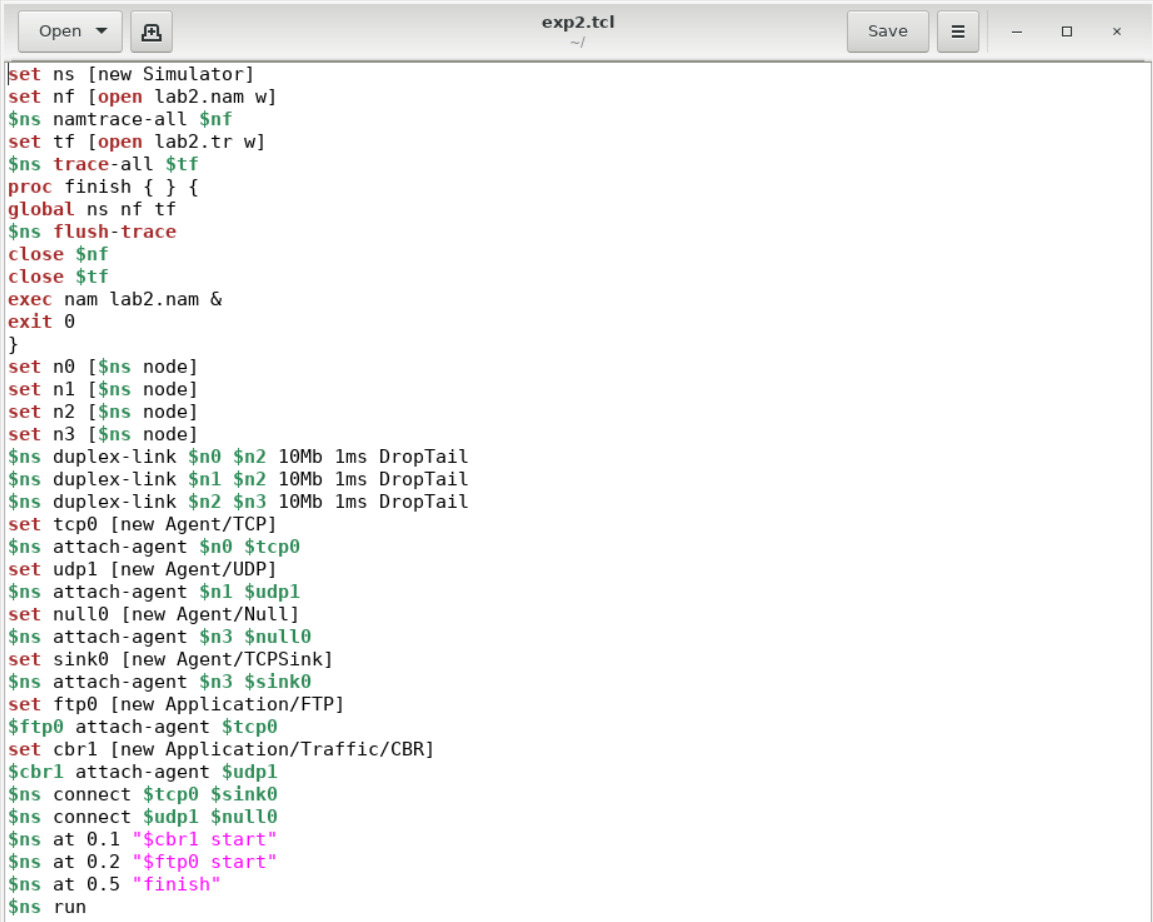 Open
exp2.tcl
~/
Save
set ns [new Simulator]
set nf [open lab2.nam w]
$ns namtrace-all $nf
set tf [open lab2.tr w]
$ns trace-all $tf
proc finish { } {
global ns nf tf
$ns flush-trace
close $nf
close $tf
exec nam lab2.nam &
exit 0
}
set n0 [$ns node]
set n1 [$ns node]
set n2 [$ns node]
set n3 [$ns node]
$ns duplex-link $n0 $n2 10Mb 1ms DropTail
$ns duplex-link $n1 $n2 10Mb 1ms DropTail
$ns duplex-link $n2 $n3 10Mb 1ms DropTail
set tcp0 [new Agent/TCP]
$ns attach-agent $n0 $tcp0
set udp1 [new Agent/UDP]
$ns attach-agent $n1 $udp1
set null0 [new Agent/Null]
$ns attach-agent $n3 $null0
set sink0 [new Agent/TCPSink]
$ns attach-agent $n3 $sink0
set ftp0 [new Application/FTP]
$ftp0 attach-agent $tcp0
set cbr1 [new Application/Traffic/CBR]
$cbr1 attach-agent $udp1
$ns connect $tcp0 $sink0
$ns connect $udp1 $null0
$ns at 0.1 "$cbr1 start"
$ns at 0.2 "$ftp0 start"
$ns at 0.5 "finish"
$ns run